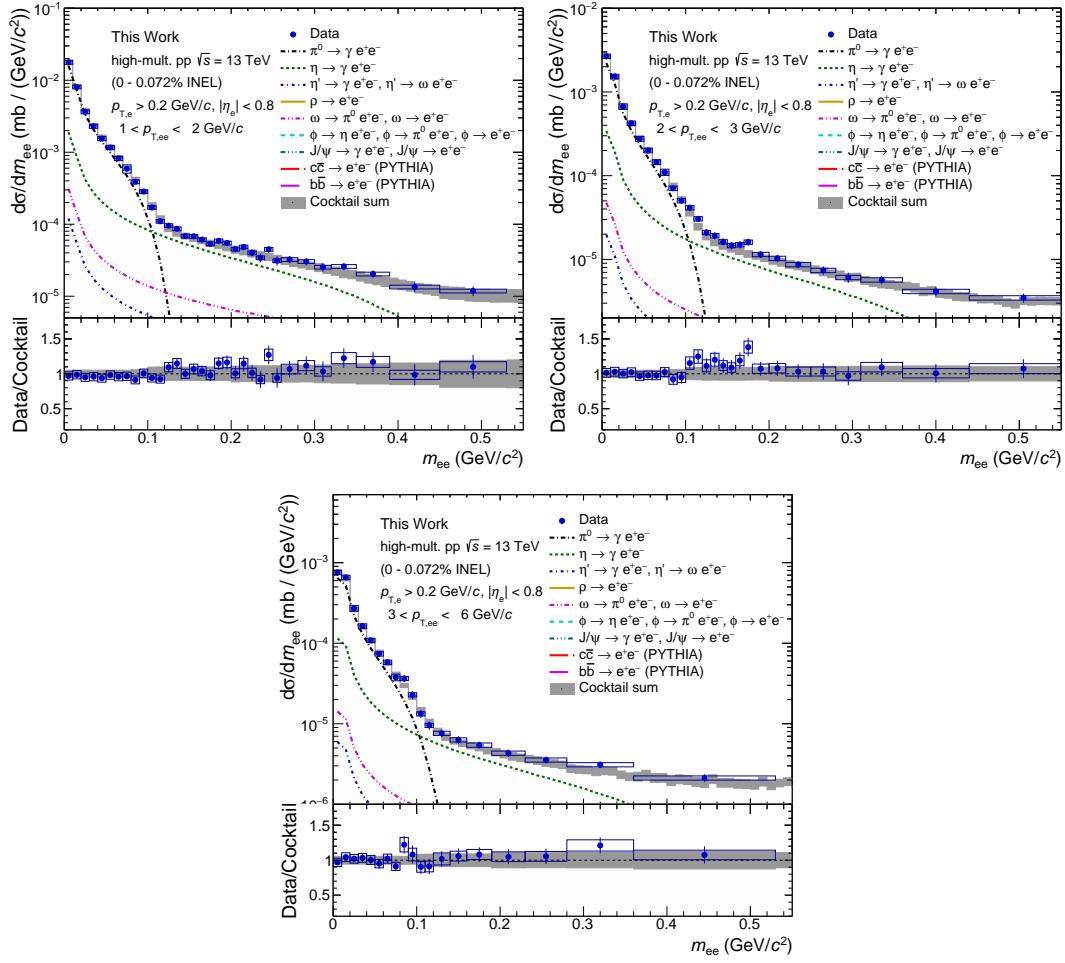 This Work
high-mult. pp √s = 13 TeV
(0 - 0.072% INEL)
p_T,e > 0.2 GeV/c, |η_e| < 0.8
1 < p_T,ee < 2 GeV/c
Data
π⁰ → γ e⁺e⁻
η → γ e⁺e⁻
η' → γ e⁺e⁻, η' → ω e⁺e⁻
ρ → e⁺e⁻
ω → π⁰ e⁺e⁻, ω → e⁺e⁻
ϕ → η e⁺e⁻, ϕ → π⁰ e⁺e⁻, ϕ → e⁺e⁻
J/ψ → γ e⁺e⁻, J/ψ → e⁺e⁻
cc̄ → e⁺e⁻ (PYTHIA)
bb̄ → e⁺e⁻ (PYTHIA)
Cocktail sum
dσ/dm_ee (mb / (GeV/c²))
10⁻¹
10⁻²
10⁻³
10⁻⁴
10⁻⁵
Data/Cocktail
1.5
1
0.5
0 0.1 0.2 0.3 0.4 0.5
m_ee (GeV/c²)
This Work
high-mult. pp √s = 13 TeV
(0 - 0.072% INEL)
p_T,e > 0.2 GeV/c, |η_e| < 0.8
2 < p_T,ee < 3 GeV/c
Data
π⁰ → γ e⁺e⁻
η → γ e⁺e⁻
η' → γ e⁺e⁻, η' → ω e⁺e⁻
ρ → e⁺e⁻
ω → π⁰ e⁺e⁻, ω → e⁺e⁻
ϕ → η e⁺e⁻, ϕ → π⁰ e⁺e⁻, ϕ → e⁺e⁻
J/ψ → γ e⁺e⁻, J/ψ → e⁺e⁻
cc̄ → e⁺e⁻ (PYTHIA)
bb̄ → e⁺e⁻ (PYTHIA)
Cocktail sum
dσ/dm_ee (mb / (GeV/c²))
10⁻²
10⁻³
10⁻⁴
10⁻⁵
Data/Cocktail
1.5
1
0.5
0 0.1 0.2 0.3 0.4 0.5
m_ee (GeV/c²)
This Work
high-mult. pp √s = 13 TeV
(0 - 0.072% INEL)
p_T,e > 0.2 GeV/c, |η_e| < 0.8
3 < p_T,ee < 6 GeV/c
Data
π⁰ → γ e⁺e⁻
η → γ e⁺e⁻
η' → γ e⁺e⁻, η' → ω e⁺e⁻
ρ → e⁺e⁻
ω → π⁰ e⁺e⁻, ω → e⁺e⁻
ϕ → η e⁺e⁻, ϕ → π⁰ e⁺e⁻, ϕ → e⁺e⁻
J/ψ → γ e⁺e⁻, J/ψ → e⁺e⁻
cc̄ → e⁺e⁻ (PYTHIA)
bb̄ → e⁺e⁻ (PYTHIA)
Cocktail sum
dσ/dm_ee (mb / (GeV/c²))
10⁻³
10⁻⁴
10⁻⁵
10⁻⁶
Data/Cocktail
1.5
1
0.5
0 0.1 0.2 0.3 0.4 0.5
m_ee (GeV/c²)